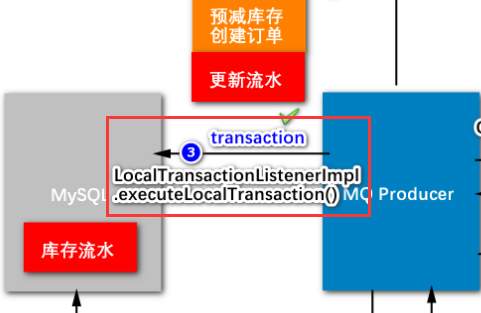 预减库存
创建订单
更新流水
transaction
3
LocalTransactionListenerImpl
.executeLocalTransaction()
MySQL
MQ Producer
库存流水